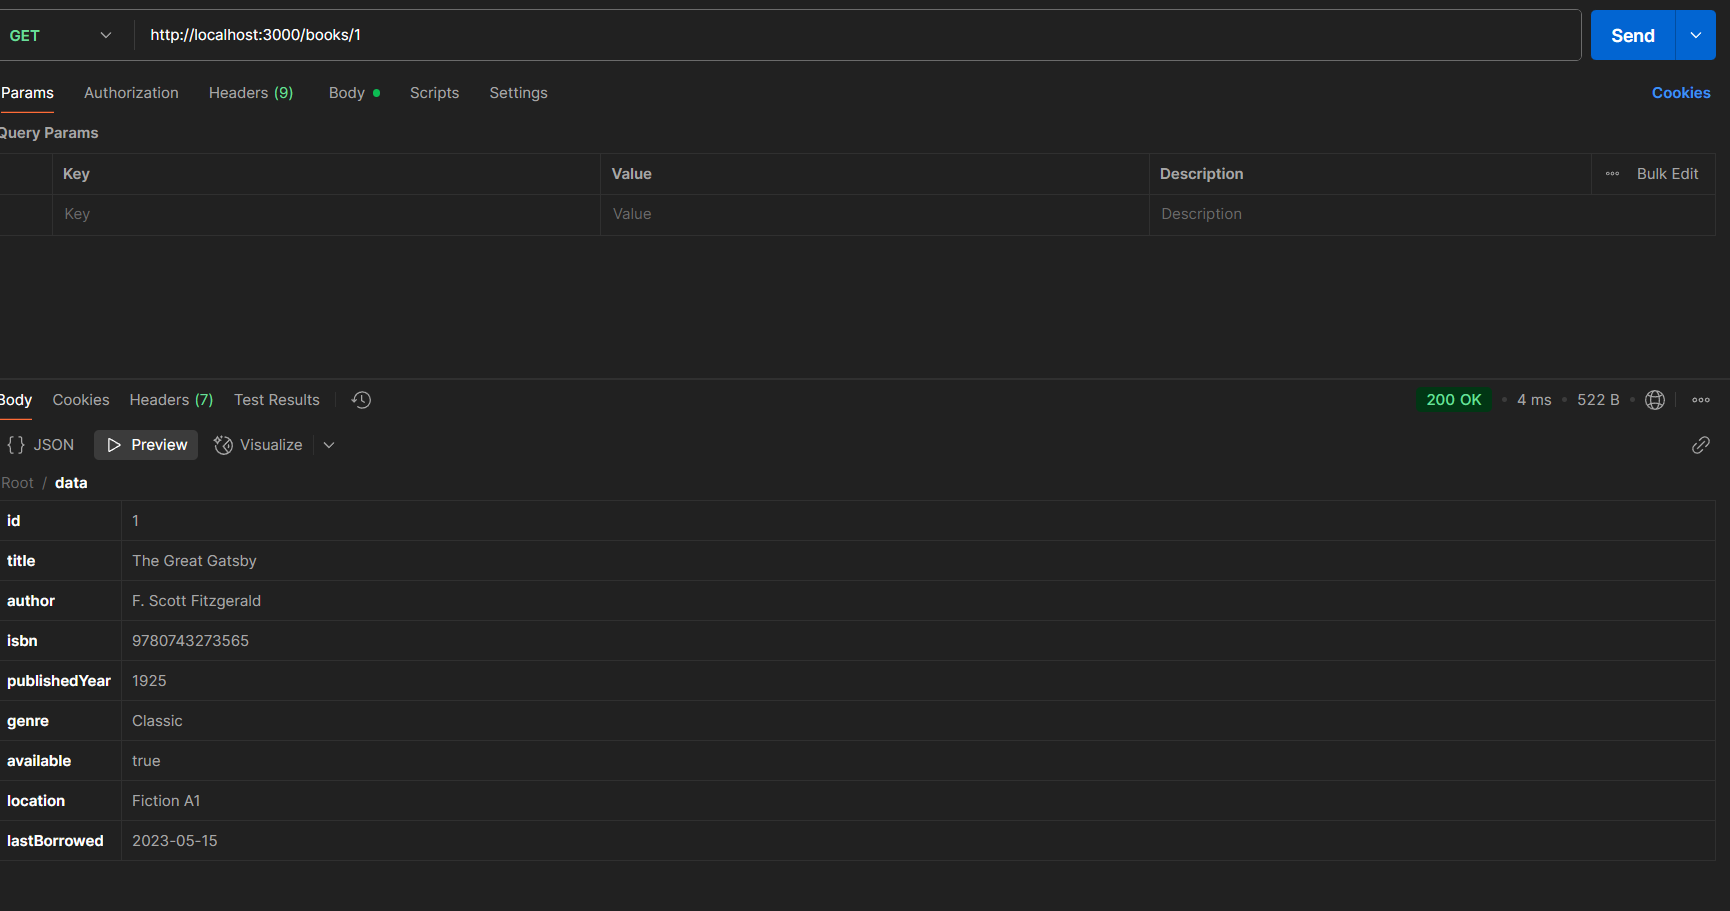 GET http://localhost:3000/books/1 Send
Params Authorization Headers (9) Body Scripts Settings Cookies
Query Params
Key Value Description Bulk Edit
Key Value Description
Body Cookies Headers (7) Test Results 200 OK 4 ms 522 B
{} JSON Preview Visualize
Root / data
id 1
title The Great Gatsby
author F. Scott Fitzgerald
isbn 9780743273565
publishedYear 1925
genre Classic
available true
location Fiction A1
lastBorrowed 2023-05-15